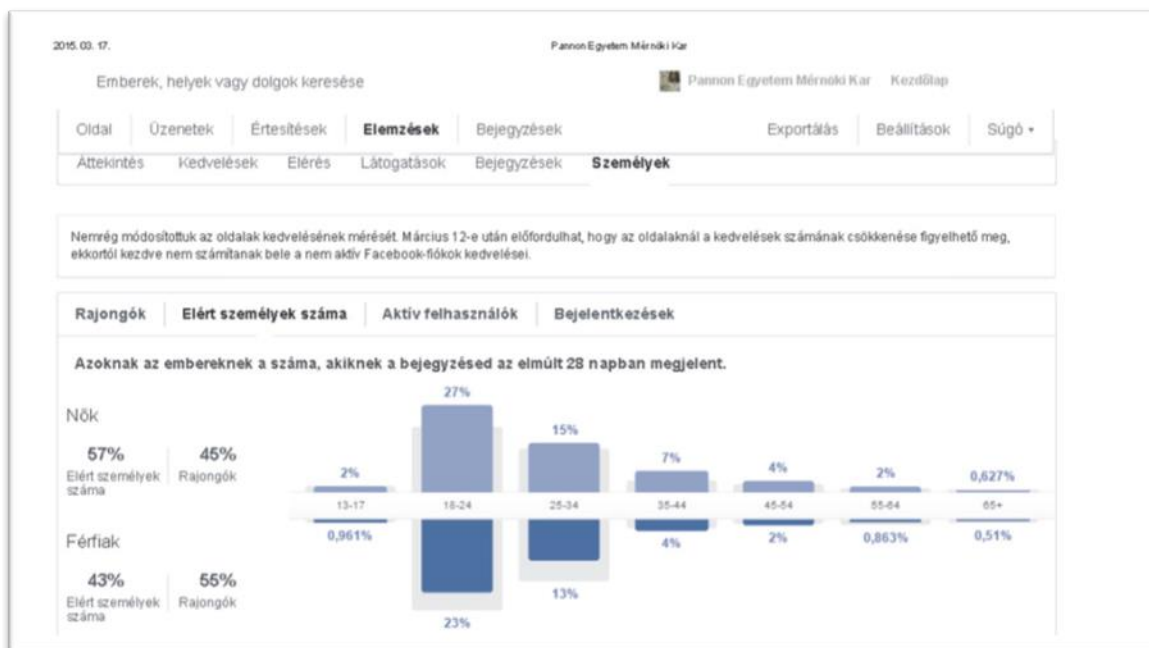 2015. 03. 17.
Pannon Egyetem Mérnöki Kar
Emberek, helyek vagy dolgok keresése
Pannon Egyetem Mérnöki Kar Kezdőlap
Oldal Üzenetek Értesítések Elemzések Bejegyzések Exportálás Beállítások Súgó
Áttekintés Kedvelések Elérés Látogatások Bejegyzések Személyek
Nemrég módosítottuk az oldalak kedvelésének mérését. Március 12-e után előfordulhat, hogy az oldalaknál a kedvelések számának csökkenése figyelhető meg,
ekkortól kezdve nem számítanak bele a nem aktív Facebook-fiókok kedvelései.
Rajongók Elért személyek száma Aktív felhasználók Bejelentkezések
Azoknak az embereknek a száma, akiknek a bejegyzésed az elmúlt 28 napban megjelent.
Nők
57% 45%
Elért személyek száma Rajongók
2% 27% 15% 7% 4% 2% 0,627%
13-17 18-24 25-34 35-44 45-54 55-64 65+
0,961% 23% 13% 4% 2% 0,863% 0,51%
Férfiak
43% 55%
Elért személyek száma Rajongók